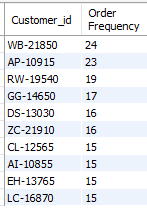 Customer_id Order Frequency
WB-21850 24
AP-10915 23
RW-19540 19
GG-14650 17
DS-13030 16
ZC-21910 16
CL-12565 15
AI-10855 15
EH-13765 15
LC-16870 15